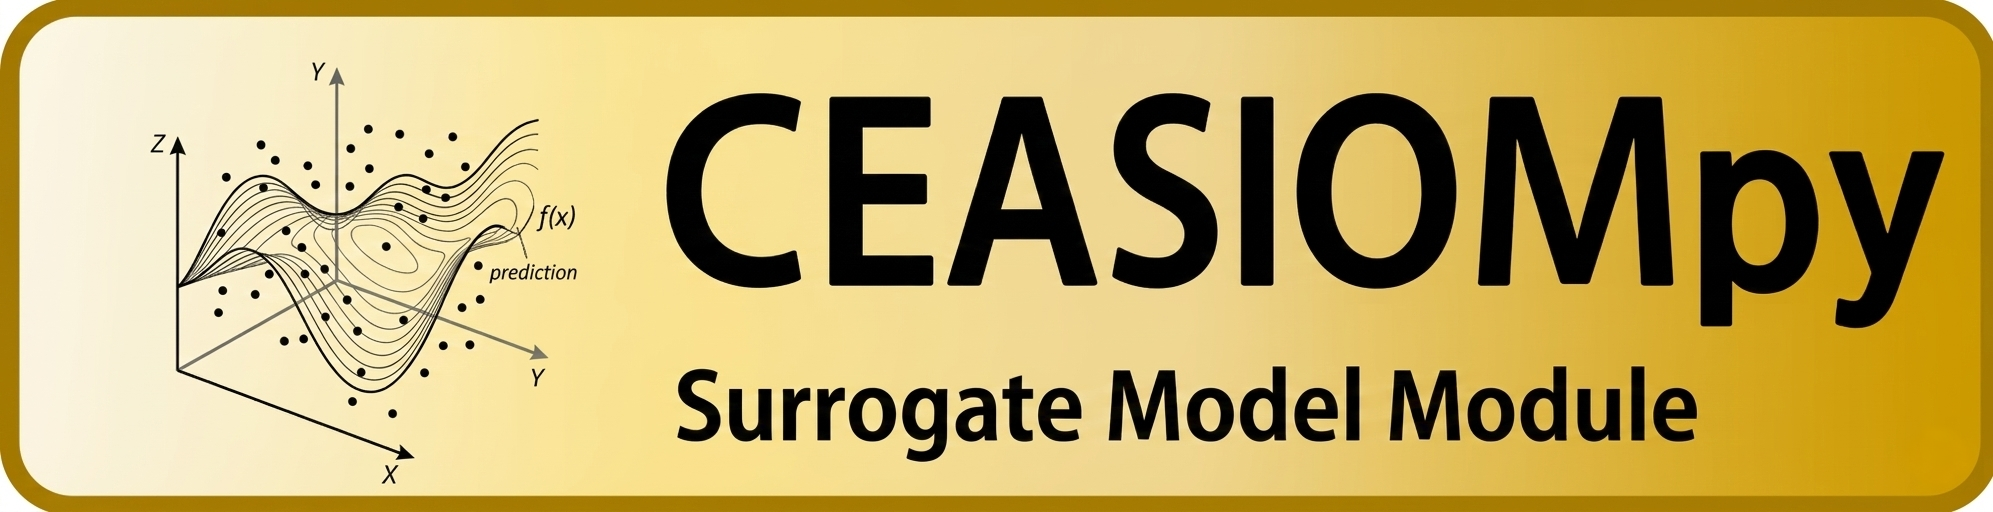 Y
Z
f(x)
prediction
Y
X
CEASIOMpy
Surrogate Model Module